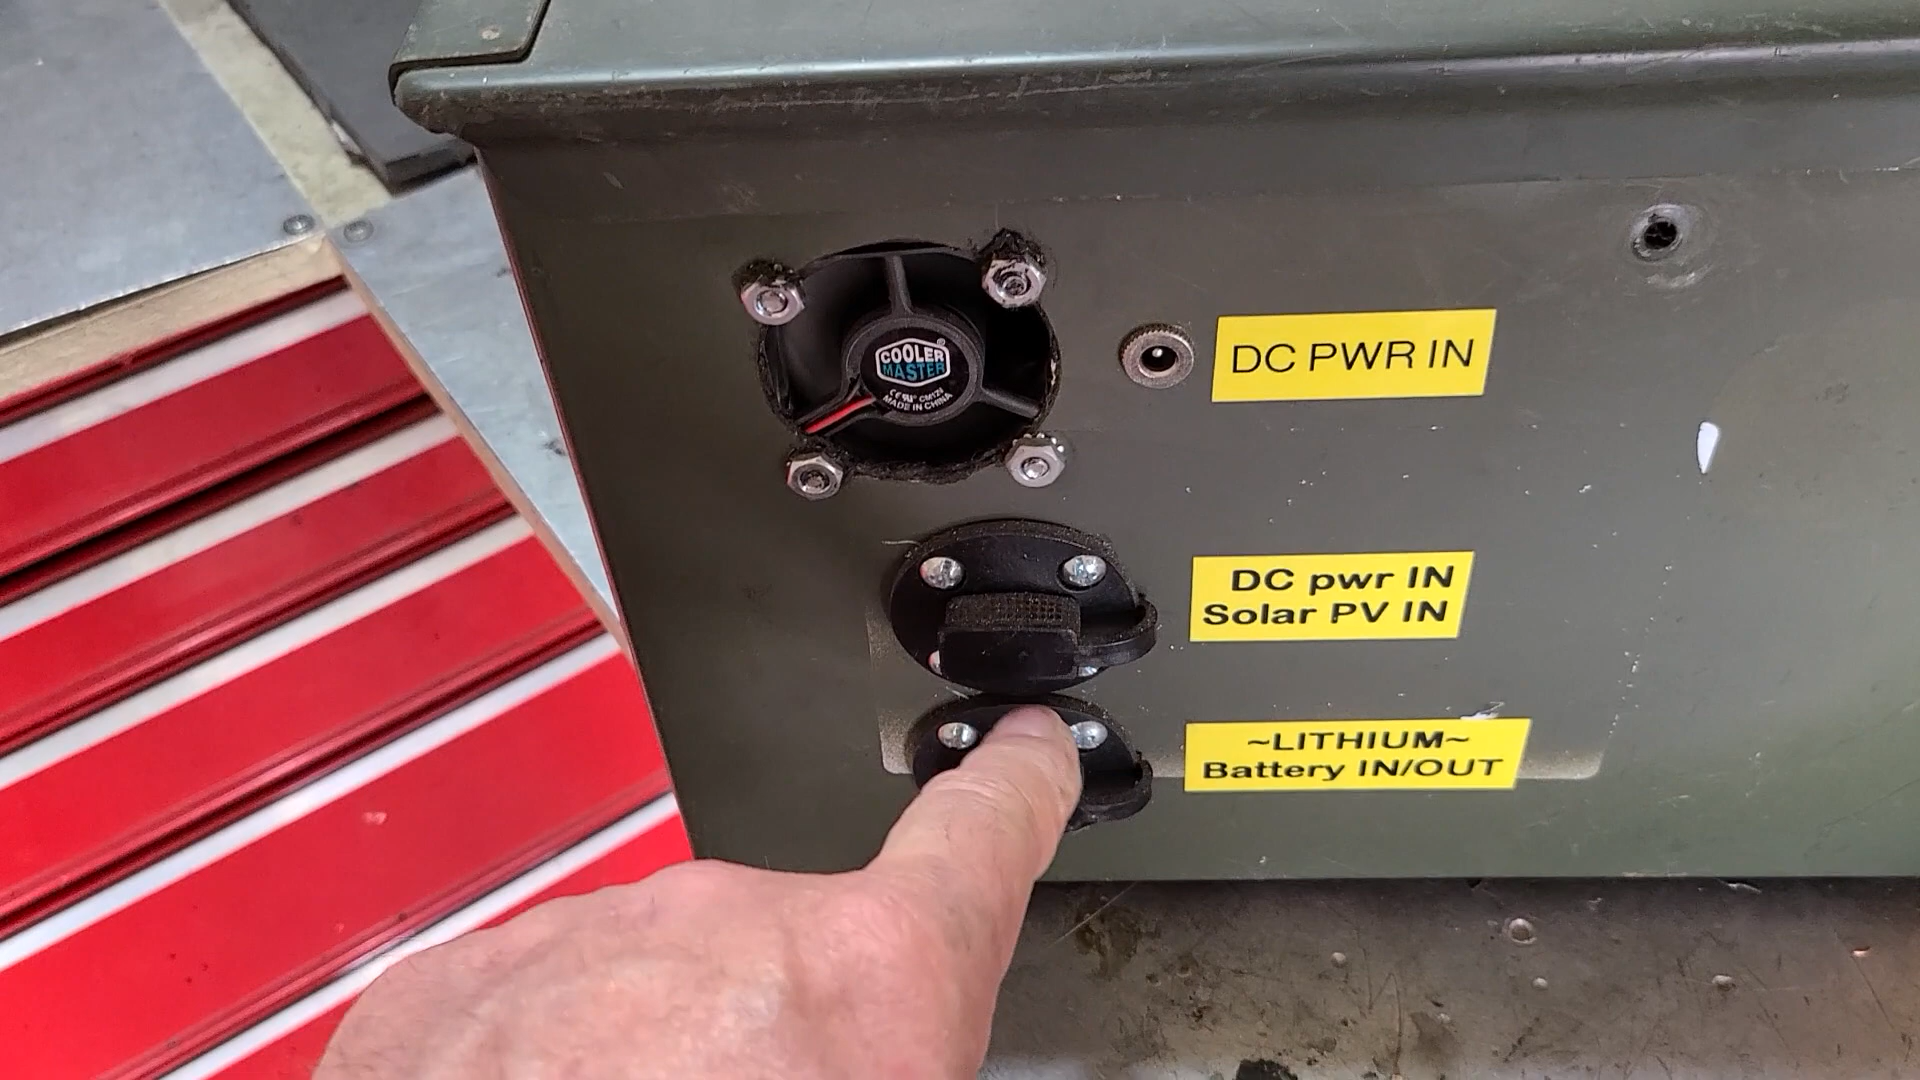 COOLER
MASTER
MADE IN CHINA
DC PWR IN
DC pwr IN
Solar PV IN
~LITHIUM~
Battery IN/OUT